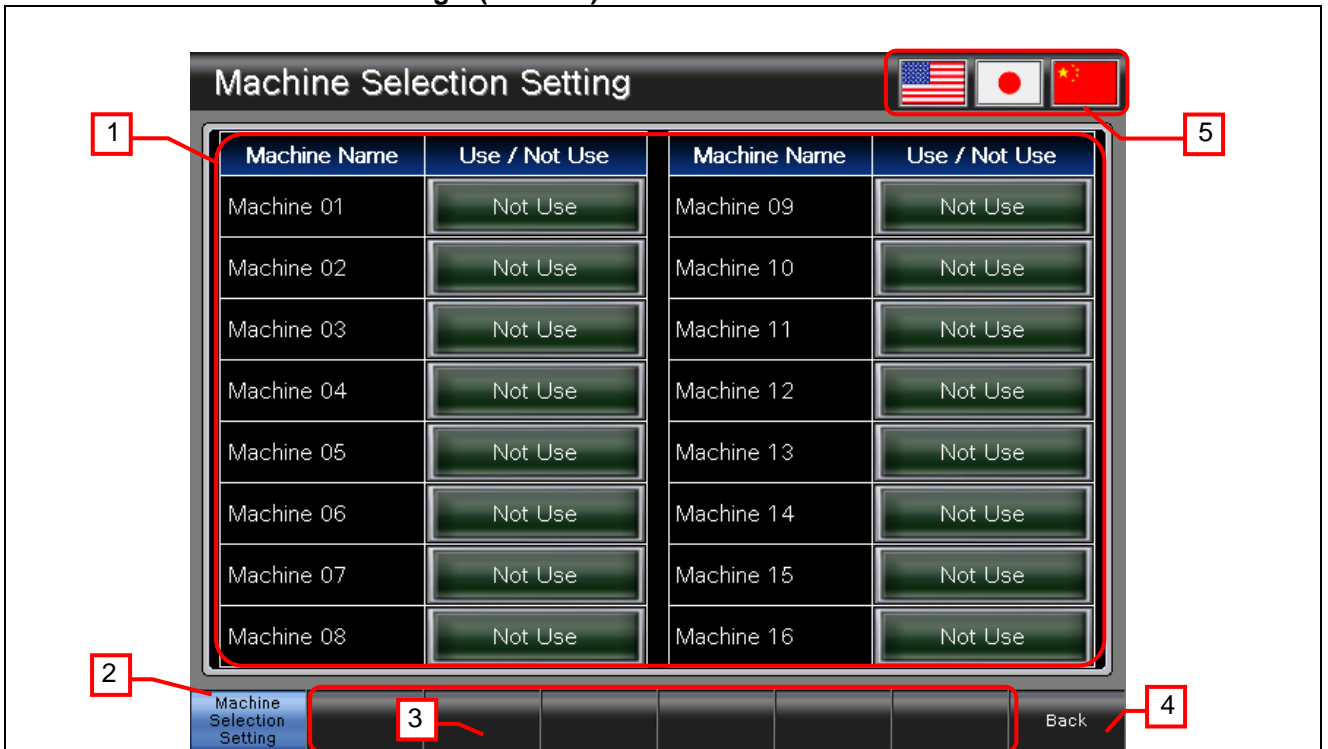 Machine Selection Setting
1
5
Machine Name Use / Not Use Machine Name Use / Not Use
Machine 01 Not Use Machine 09 Not Use
Machine 02 Not Use Machine 10 Not Use
Machine 03 Not Use Machine 11 Not Use
Machine 04 Not Use Machine 12 Not Use
Machine 05 Not Use Machine 13 Not Use
Machine 06 Not Use Machine 14 Not Use
Machine 07 Not Use Machine 15 Not Use
Machine 08 Not Use Machine 16 Not Use
2
Machine
Selection
Setting
3
Back
4